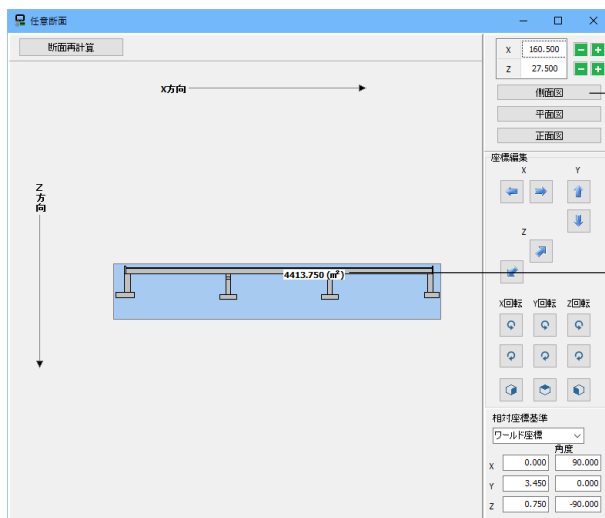 任意断面
断面再計算
X方向
Z方向
4413.750 (㎡)
X 160.500
Z 27.500
側面図
平面図
正面図
座標編集
X Y
Z
X回転 Y回転 Z回転
相対座標基準
ワールド座標
角度
X 0.000 90.000
Y 3.450 0.000
Z 0.750 -90.000